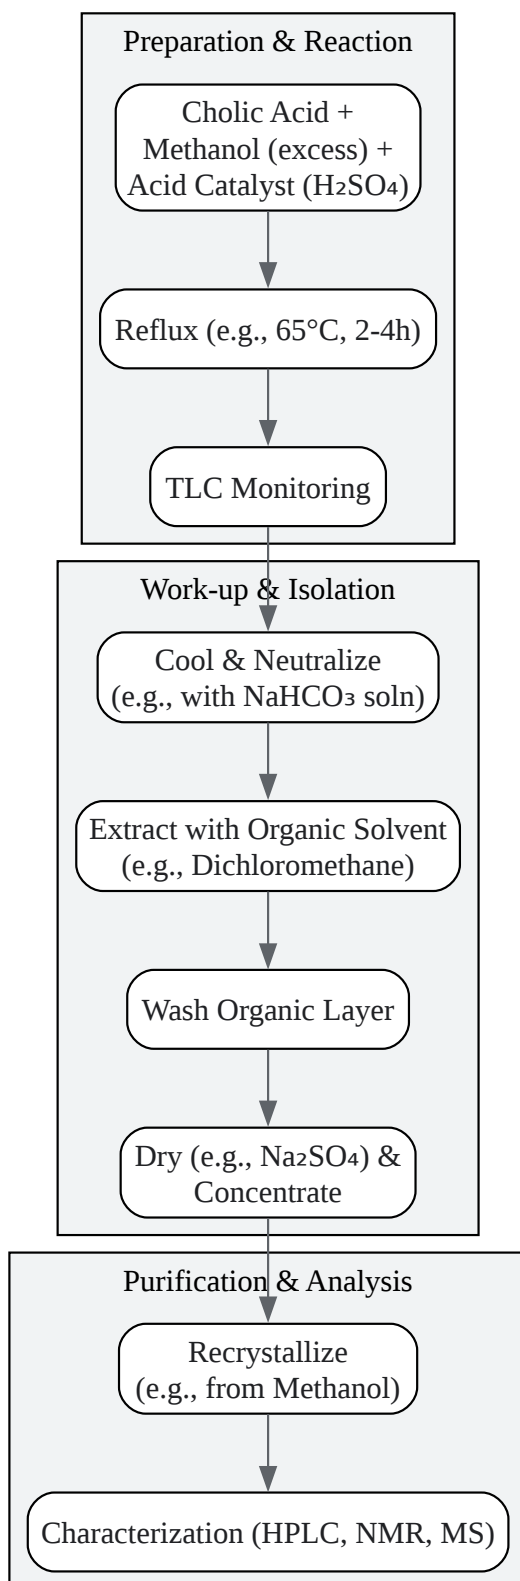 Preparation & Reaction
Cholic Acid +
Methanol (excess) +
Acid Catalyst (H₂SO₄)
Reflux (e.g., 65°C, 2-4h)
TLC Monitoring
Work-up & Isolation
Cool & Neutralize
(e.g., with NaHCO₃ soln)
Extract with Organic Solvent
(e.g., Dichloromethane)
Wash Organic Layer
Dry (e.g., Na₂SO₄) &
Concentrate
Purification & Analysis
Recrystallize
(e.g., from Methanol)
Characterization (HPLC, NMR, MS)